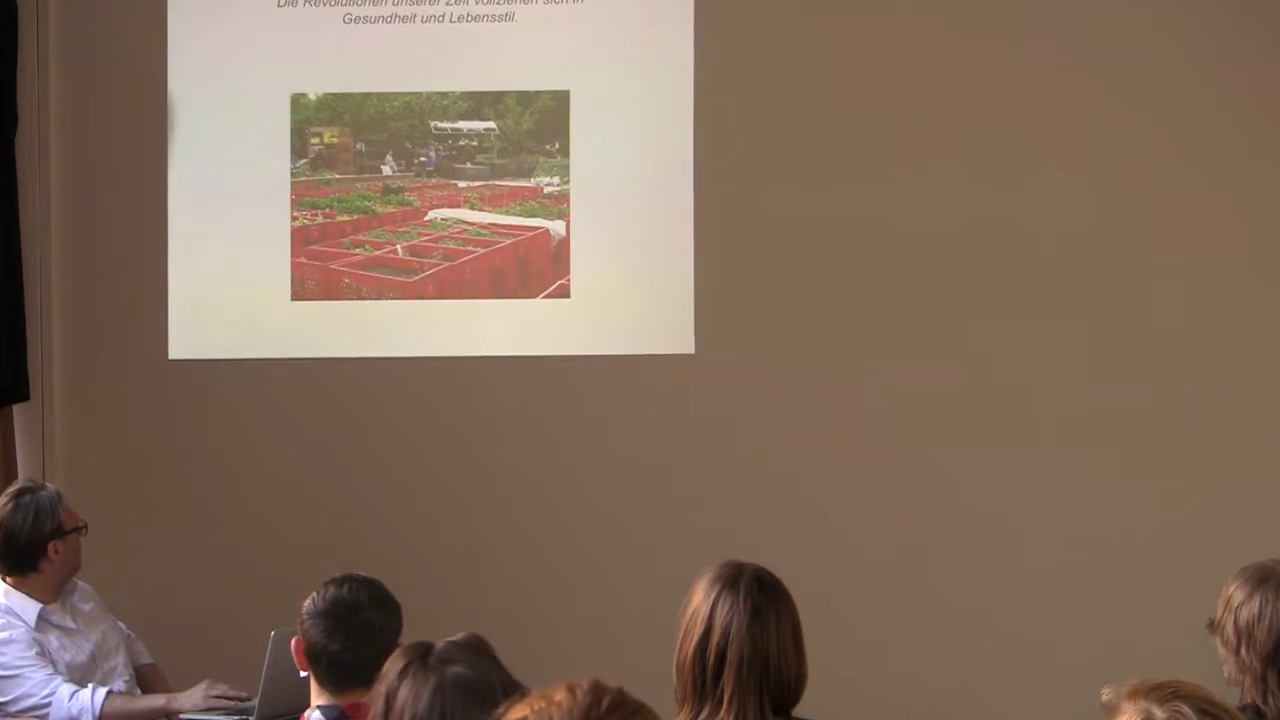 Die Revolutionen unserer Zeit vollziehen sich in
Gesundheit und Lebensstil.